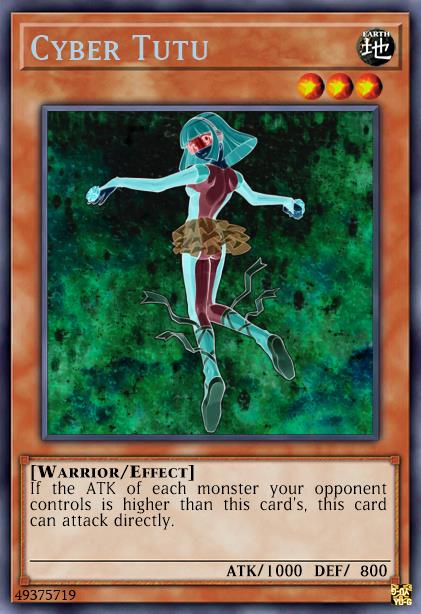 Cyber Tutu
EARTH
地
[Warrior/Effect]
If the ATK of each monster your opponent
controls is higher than this card's, this card
can attack directly.
ATK/1000 DEF/ 800
49375719